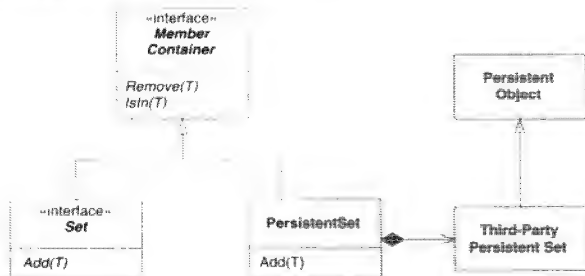 «interface»
Member
Container
Remove(T)
IsIn(T)
Persistent
Object
«interface»
Set
Add(T)
PersistentSet
Add(T)
Third-Party
Persistent Set